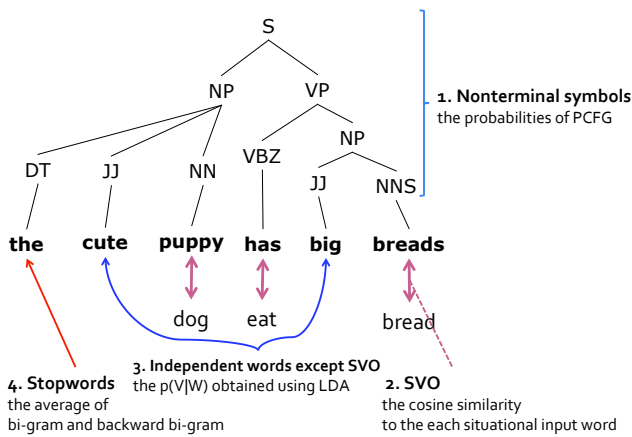 S
NP VP
1. Nonterminal symbols
the probabilities of PCFG
NP
VBZ
DT JJ NN JJ NNS
the cute puppy has big breads
dog eat bread
3. Independent words except SVO
the p(V|W) obtained using LDA
4. Stopwords
the average of
bi-gram and backward bi-gram
2. SVO
the cosine similarity
to the each situational input word